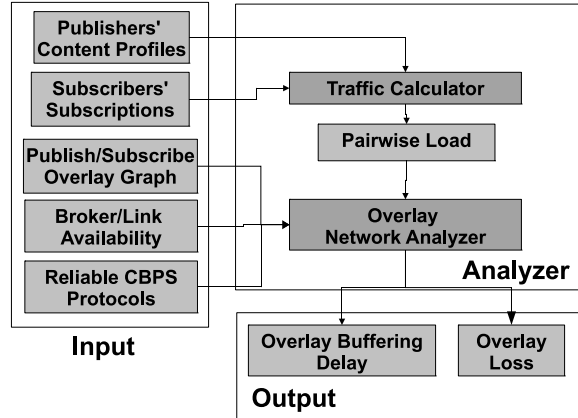 Publishers'
Content Profiles
Subscribers'
Subscriptions
Publish/Subscribe
Overlay Graph
Broker/Link
Availability
Reliable CBPS
Protocols
Input
Traffic Calculator
Pairwise Load
Overlay
Network Analyzer
Analyzer
Overlay Buffering
Delay
Overlay
Loss
Output